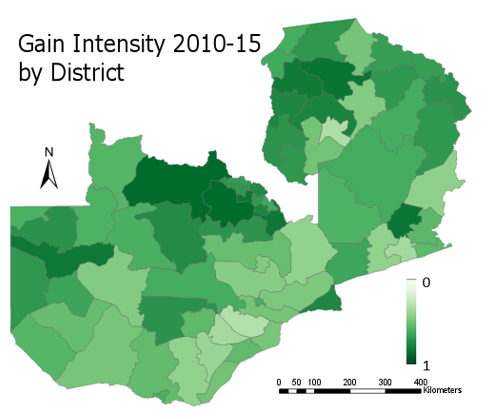 Gain Intensity 2010-15
by District
N
0
1
0 50 100 200 300 400
Kilometers